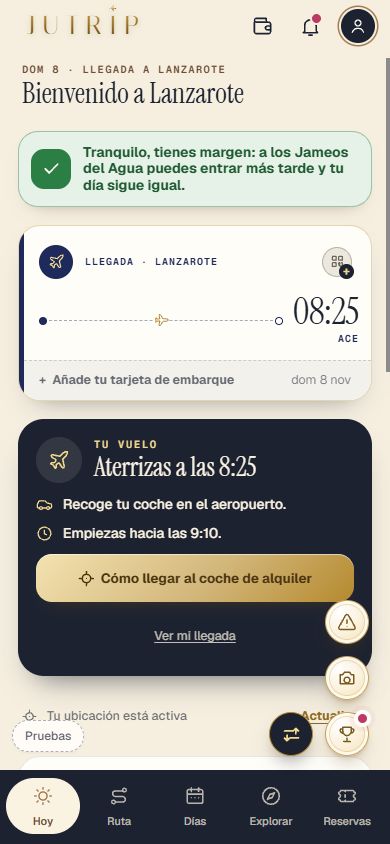 JUTRIP
DOM 8 · LLEGADA A LANZAROTE
Bienvenido a Lanzarote
Tranquilo, tienes margen: a los Jameos
del Agua puedes entrar más tarde y tu
día sigue igual.
LLEGADA · LANZAROTE
08:25
ACE
+ Añade tu tarjeta de embarque
dom 8 nov
TU VUELO
Aterrizas a las 8:25
Recoge tu coche en el aeropuerto.
Empiezas hacia las 9:10.
Cómo llegar al coche de alquiler
Ver mi llegada
Tu ubicación está activa
Pruebas
Hoy
Ruta
Días
Explorar
Reservas